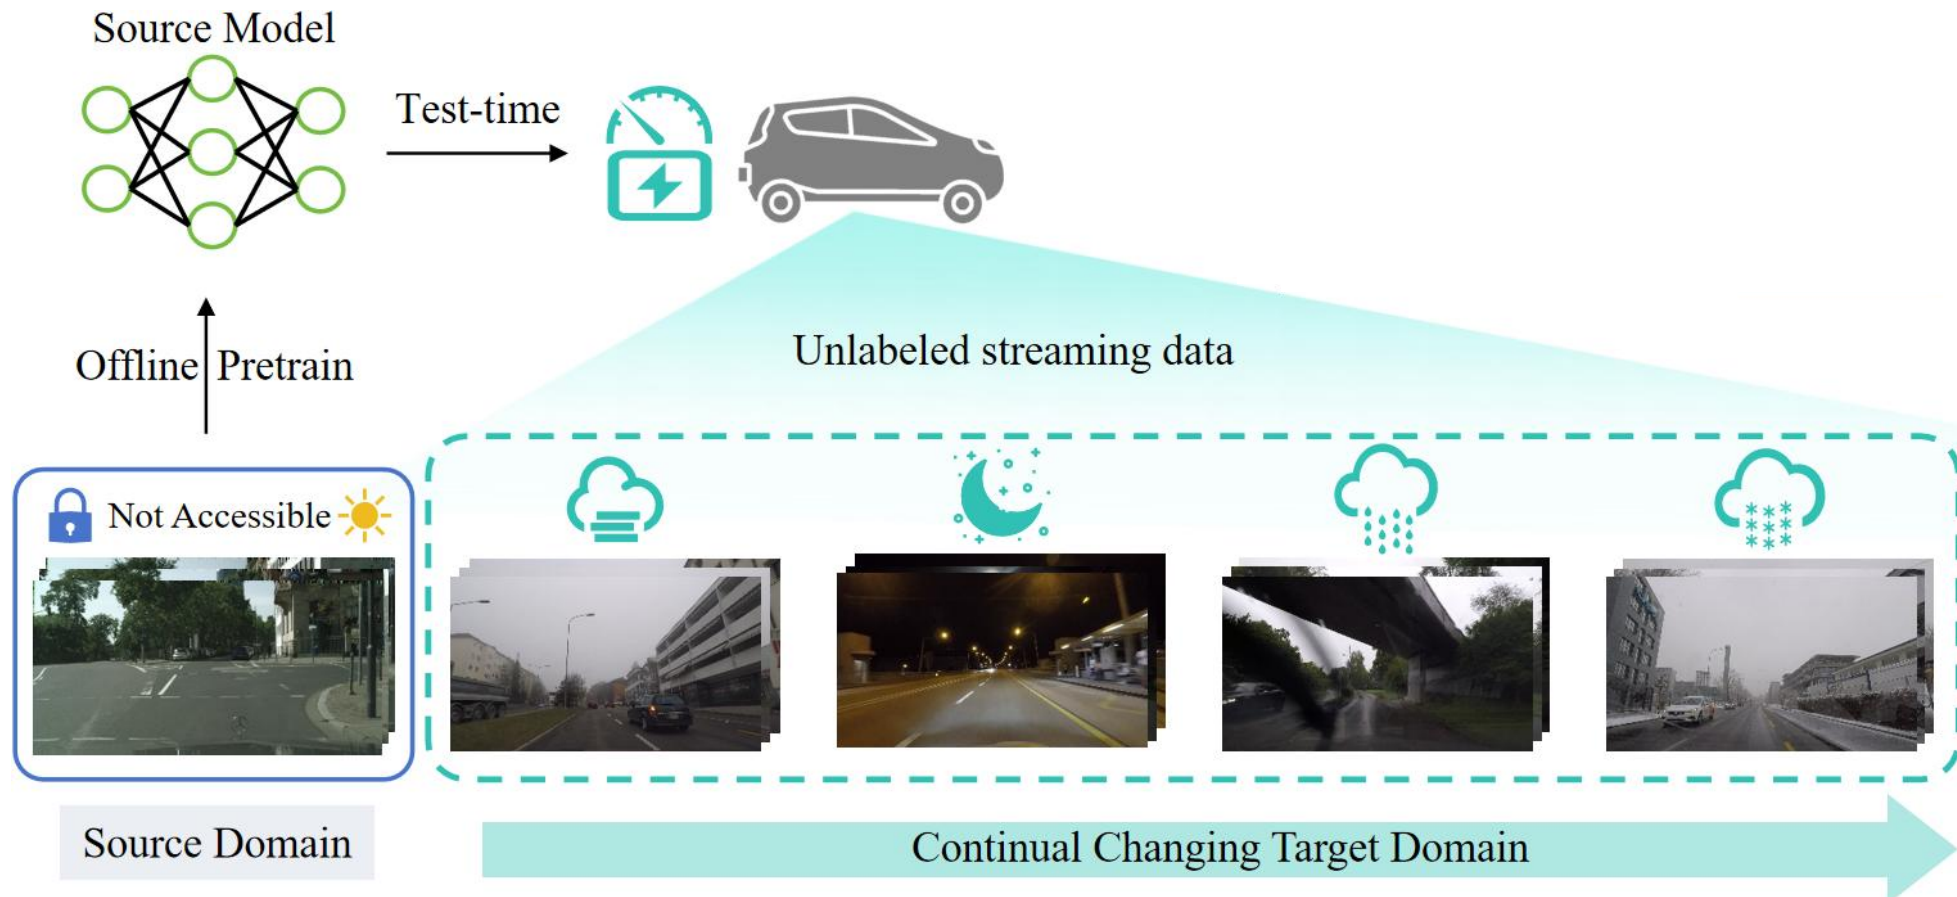 Source Model
Test-time
Unlabeled streaming data
Offline Pretrain
Not Accessible
Source Domain
Continual Changing Target Domain